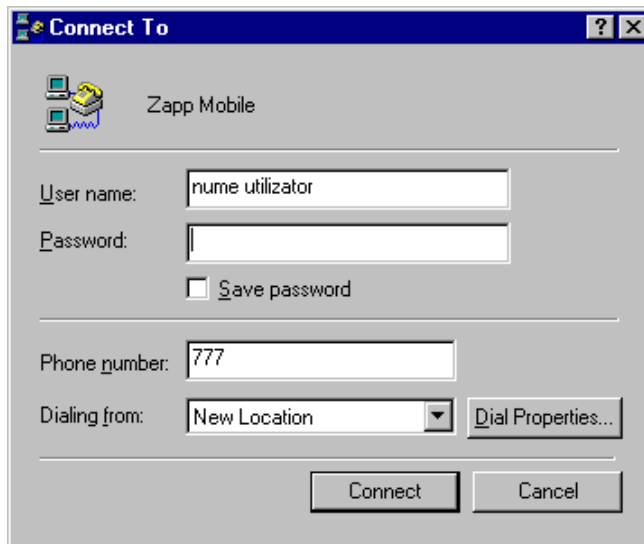 Connect To
Zapp Mobile
User name: nume utilizator
Password:
Save password
Phone number: 777
Dialing from: New Location Dial Properties...
Connect Cancel